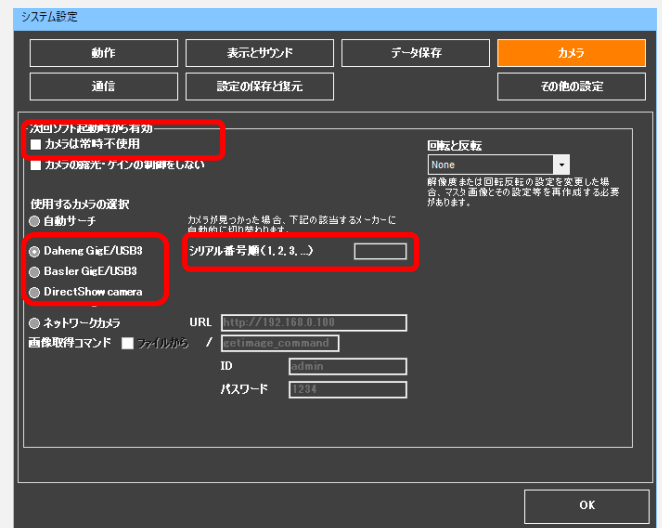 システム設定
動作
表示とサウンド
データ保存
カメラ
通信
設定の保存と復元
その他の設定
次回ソフト起動時から有効
カメラは常時不使用
カメラの露光・ゲインの制御をしない
回転と反転
None
解像度または回転反転の設定を変更した場
合、マスク画像とその設定等を再作成する必要
があります。
使用するカメラの選択
自動サーチ
カメラが見つかった場合、下記の該当するメーカーに
自動的に切り替わります。
Daheng GigE/USB3
シリアル番号順(1,2,3,...)
Basler GigE/USB3
DirectShow camera
ネットワークカメラ
URL http://192.168.0.100
画像取得コマンド ファイルから / getimage_command
ID admin
パスワード 1234
OK